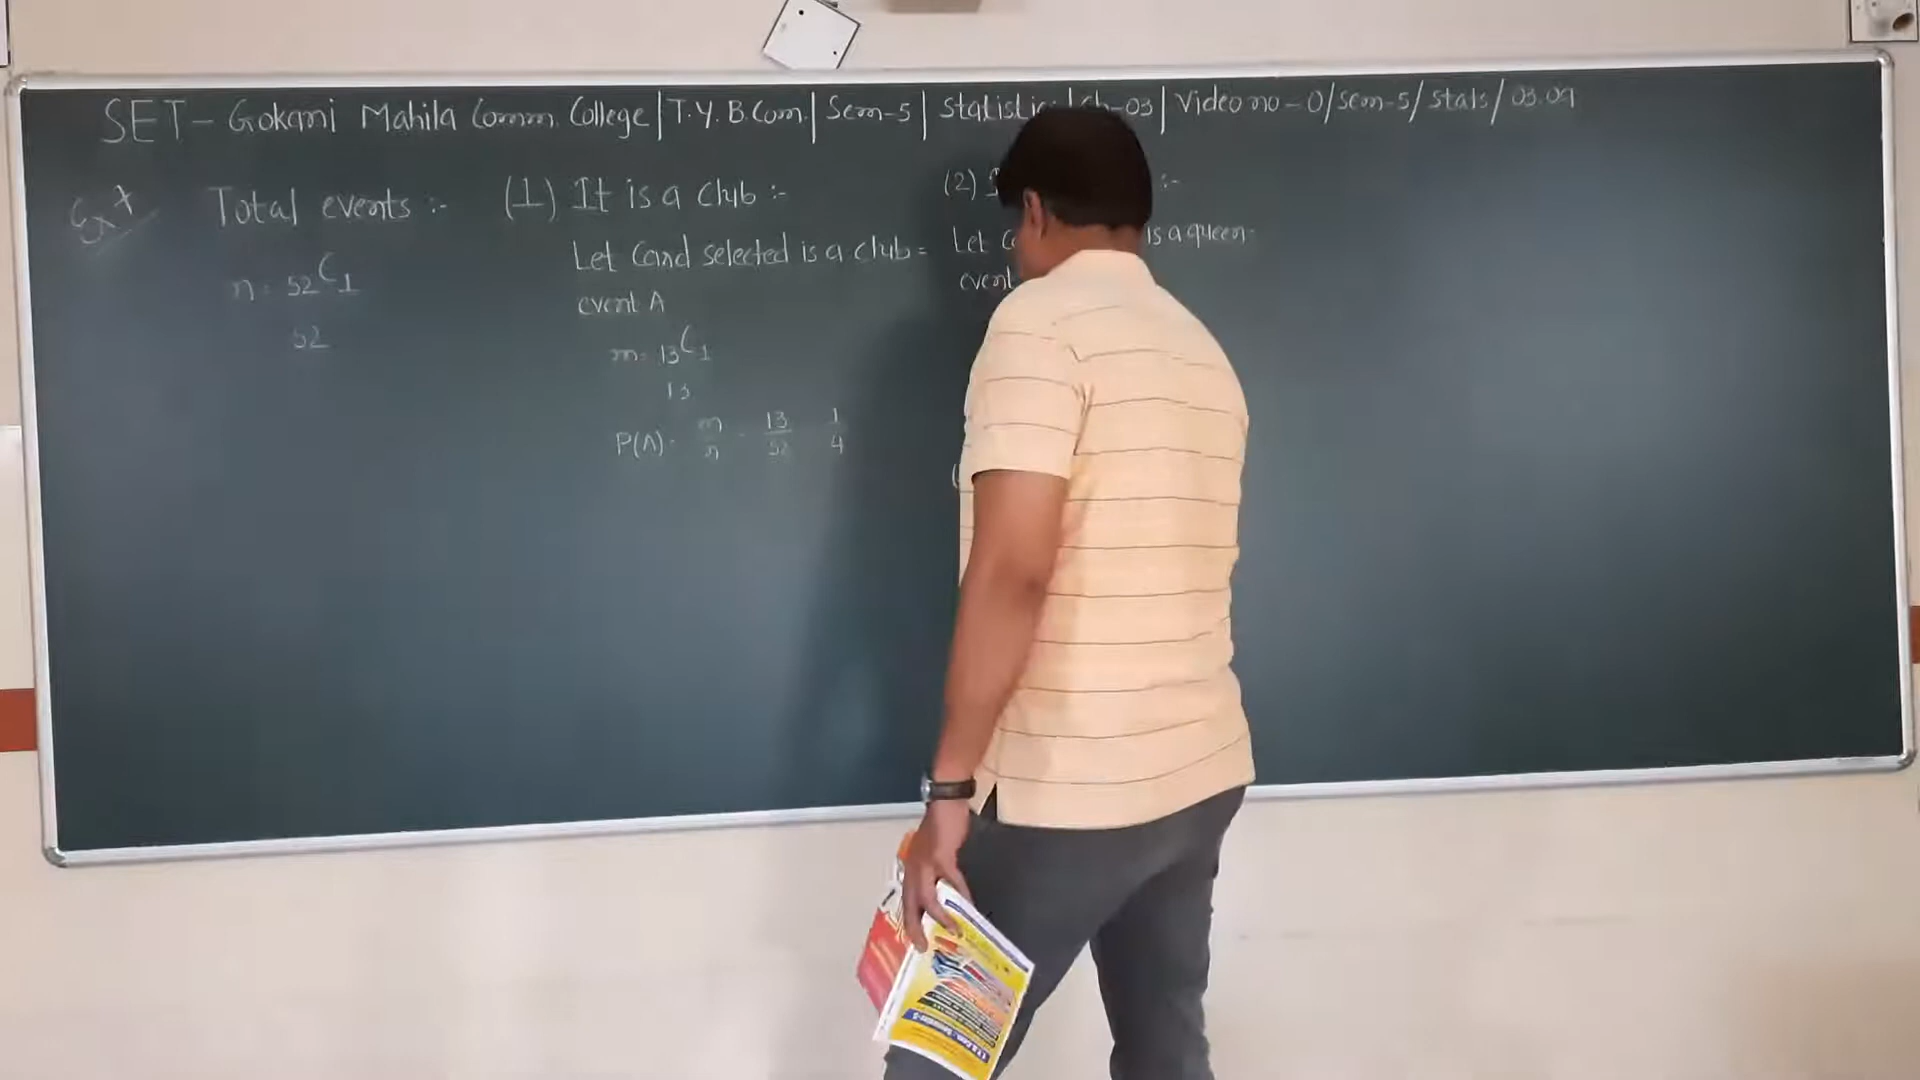 SET - Gokani Mahila Comm. College | T.Y. B.Com. | Sem-5 | Statistic Ch-03 | Video no - 0/Sem-5/Stats/03.09
Ex
Total events :-
n = 52C1
52
(1) It is a club :-
Let Card selected is a club =
event A
m = 13C1
13
P(A) = m/n = 13/52 = 1/4
(2) :-
Let is a queen =
event